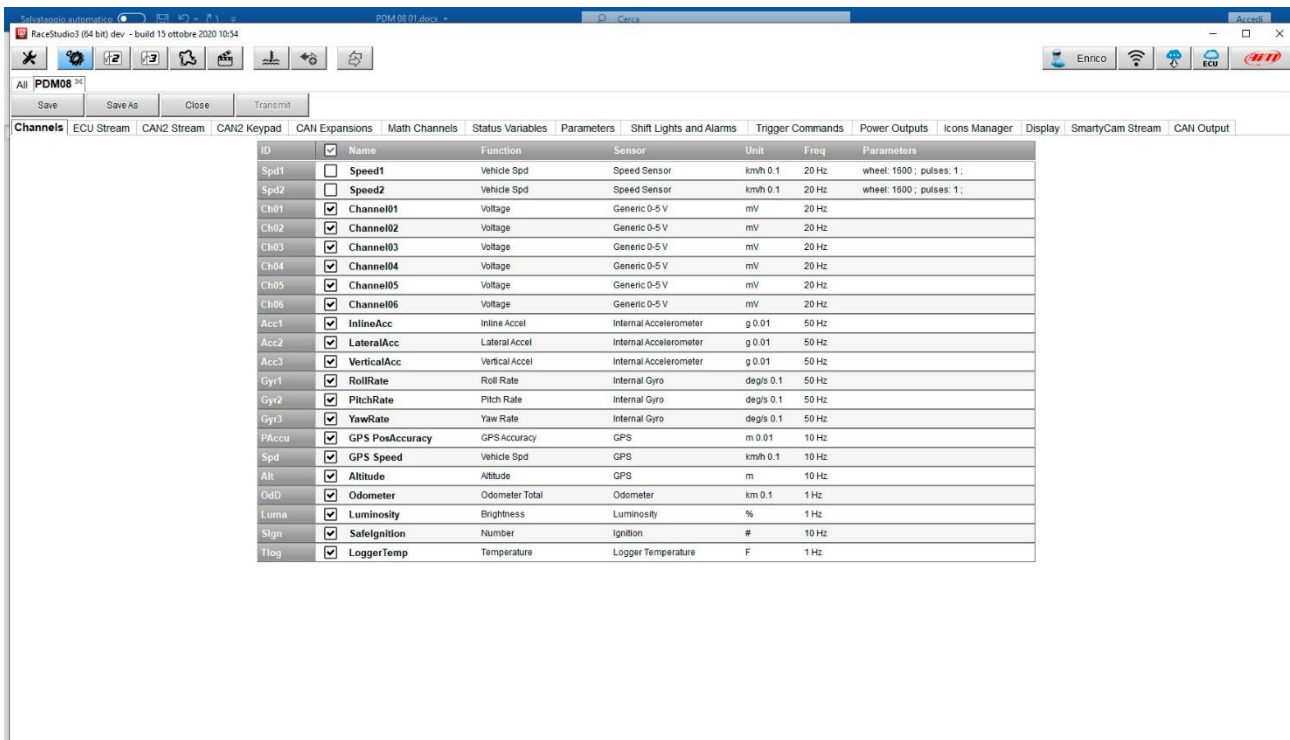 Salvataggio automatico PDM 08 01.docx Cerca Accedi
RaceStudio3 (64 bit) dev - build 15 ottobre 2020 10:54
Enrico ECU AiM
All PDM08
Save Save As Close Transmit
Channels ECU Stream CAN2 Stream CAN2 Keypad CAN Expansions Math Channels Status Variables Parameters Shift Lights and Alarms Trigger Commands Power Outputs Icons Manager Display SmartyCam Stream CAN Output
ID Name Function Sensor Unit Freq Parameters
Spd1 Speed1 Vehicle Spd Speed Sensor km/h 0.1 20 Hz wheel: 1600 ; pulses: 1 ;
Spd2 Speed2 Vehicle Spd Speed Sensor km/h 0.1 20 Hz wheel: 1600 ; pulses: 1 ;
Ch01 Channel01 Voltage Generic 0-5 V mV 20 Hz
Ch02 Channel02 Voltage Generic 0-5 V mV 20 Hz
Ch03 Channel03 Voltage Generic 0-5 V mV 20 Hz
Ch04 Channel04 Voltage Generic 0-5 V mV 20 Hz
Ch05 Channel05 Voltage Generic 0-5 V mV 20 Hz
Ch06 Channel06 Voltage Generic 0-5 V mV 20 Hz
Acc1 InlineAcc Inline Accel Internal Accelerometer g 0.01 50 Hz
Acc2 LateralAcc Lateral Accel Internal Accelerometer g 0.01 50 Hz
Acc3 VerticalAcc Vertical Accel Internal Accelerometer g 0.01 50 Hz
Gyr1 RollRate Roll Rate Internal Gyro deg/s 0.1 50 Hz
Gyr2 PitchRate Pitch Rate Internal Gyro deg/s 0.1 50 Hz
Gyr3 YawRate Yaw Rate Internal Gyro deg/s 0.1 50 Hz
PAccu GPS PosAccuracy GPS Accuracy GPS m 0.01 10 Hz
Spd GPS Speed Vehicle Spd GPS km/h 0.1 10 Hz
Alt Altitude Altitude GPS m 10 Hz
OdD Odometer Odometer Total Odometer km 0.1 1 Hz
Luma Luminosity Brightness Luminosity % 1 Hz
SIgn SafeIgnition Number Ignition # 10 Hz
Tlog LoggerTemp Temperature Logger Temperature F 1 Hz